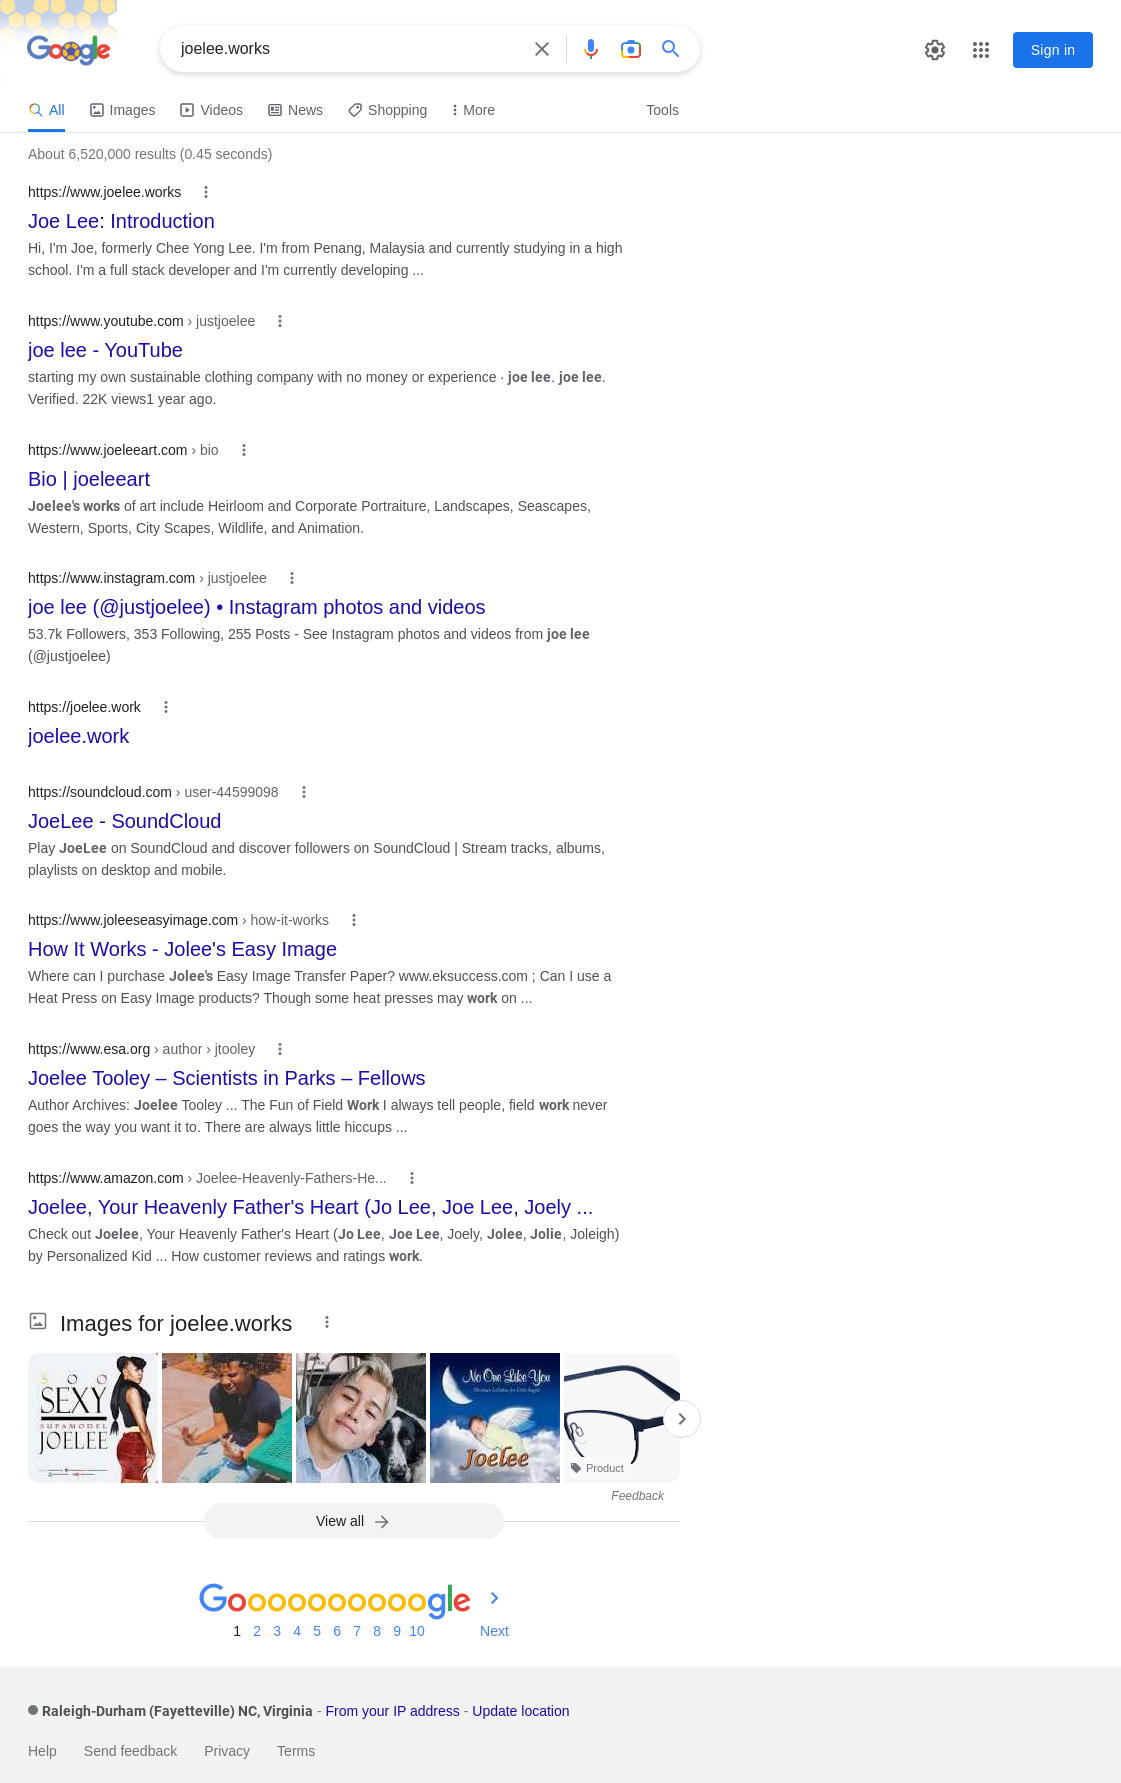 Google
joelee.works
Sign in
All
Images
Videos
News
Shopping
More
Tools
About 6,520,000 results (0.45 seconds)
https://www.joelee.works
Joe Lee: Introduction
Hi, I'm Joe, formerly Chee Yong Lee. I'm from Penang, Malaysia and currently studying in a high
school. I'm a full stack developer and I'm currently developing ...
https://www.youtube.com › justjoelee
joe lee - YouTube
starting my own sustainable clothing company with no money or experience · joe lee. joe lee.
Verified. 22K views1 year ago.
https://www.joeleeart.com › bio
Bio | joeleeart
Joelee's works of art include Heirloom and Corporate Portraiture, Landscapes, Seascapes,
Western, Sports, City Scapes, Wildlife, and Animation.
https://www.instagram.com › justjoelee
joe lee (@justjoelee) • Instagram photos and videos
53.7k Followers, 353 Following, 255 Posts - See Instagram photos and videos from joe lee
(@justjoelee)
https://joelee.work
joelee.work
https://soundcloud.com › user-44599098
JoeLee - SoundCloud
Play JoeLee on SoundCloud and discover followers on SoundCloud | Stream tracks, albums,
playlists on desktop and mobile.
https://www.joleeseasyimage.com › how-it-works
How It Works - Jolee's Easy Image
Where can I purchase Jolee's Easy Image Transfer Paper? www.eksuccess.com ; Can I use a
Heat Press on Easy Image products? Though some heat presses may work on ...
https://www.esa.org › author › jtooley
Joelee Tooley – Scientists in Parks – Fellows
Author Archives: Joelee Tooley ... The Fun of Field Work I always tell people, field work never
goes the way you want it to. There are always little hiccups ...
https://www.amazon.com › Joelee-Heavenly-Fathers-He...
Joelee, Your Heavenly Father's Heart (Jo Lee, Joe Lee, Joely ...
Check out Joelee, Your Heavenly Father's Heart (Jo Lee, Joe Lee, Joely, Jolee, Jolie, Joleigh)
by Personalized Kid ... How customer reviews and ratings work.
Images for joelee.works
SOO
SEXY
SUPAMODEL
JOELEE
No One Like You
Joelee
Product
Feedback
View all
Goooooooooogle
1 2 3 4 5 6 7 8 9 10 Next
Raleigh-Durham (Fayetteville) NC, Virginia - From your IP address - Update location
Help
Send feedback
Privacy
Terms